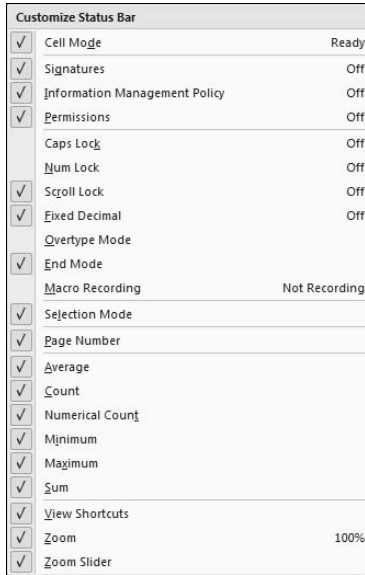 Customize Status Bar
Cell Mode Ready
Signatures Off
Information Management Policy Off
Permissions Off
Caps Lock Off
Num Lock Off
Scroll Lock Off
Fixed Decimal Off
Overtype Mode
End Mode
Macro Recording Not Recording
Selection Mode
Page Number
Average
Count
Numerical Count
Minimum
Maximum
Sum
View Shortcuts
Zoom 100%
Zoom Slider